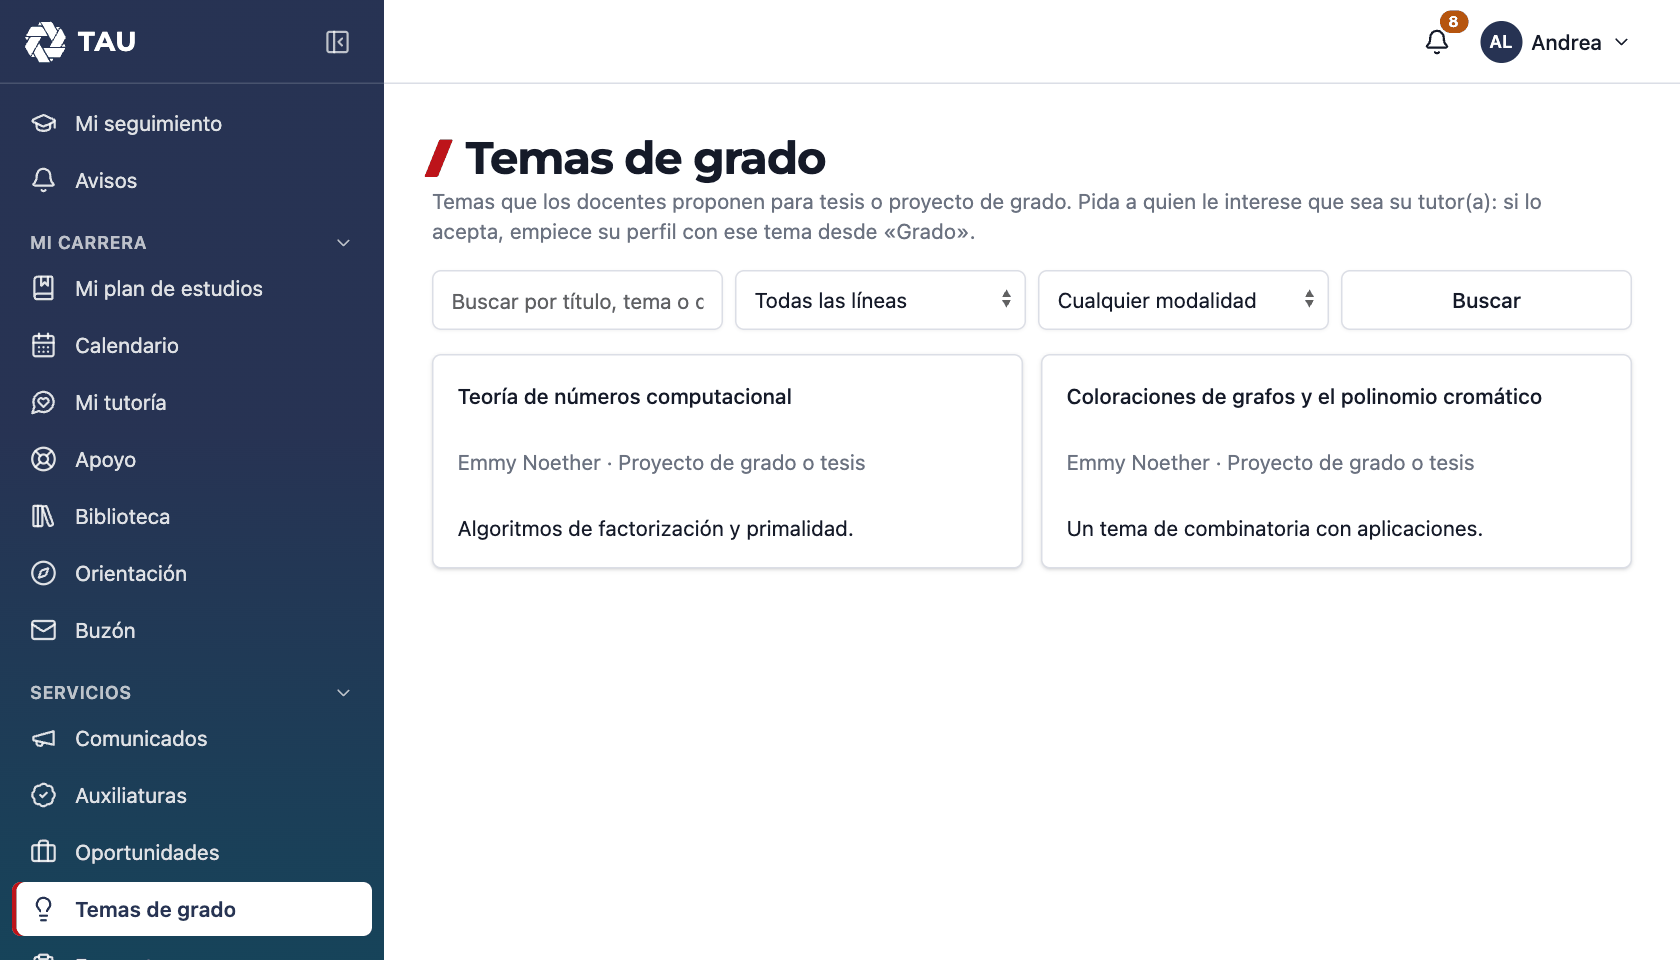 TAU
8
AL
Andrea
Mi seguimiento
Avisos
MI CARRERA
Mi plan de estudios
Calendario
Mi tutoría
Apoyo
Biblioteca
Orientación
Buzón
SERVICIOS
Comunicados
Auxiliaturas
Oportunidades
Temas de grado
Temas de grado
Temas que los docentes proponen para tesis o proyecto de grado. Pida a quien le interese que sea su tutor(a): si lo
acepta, empiece su perfil con ese tema desde «Grado».
Buscar por título, tema o
Todas las líneas
Cualquier modalidad
Buscar
Teoría de números computacional
Emmy Noether · Proyecto de grado o tesis
Algoritmos de factorización y primalidad.
Coloraciones de grafos y el polinomio cromático
Emmy Noether · Proyecto de grado o tesis
Un tema de combinatoria con aplicaciones.